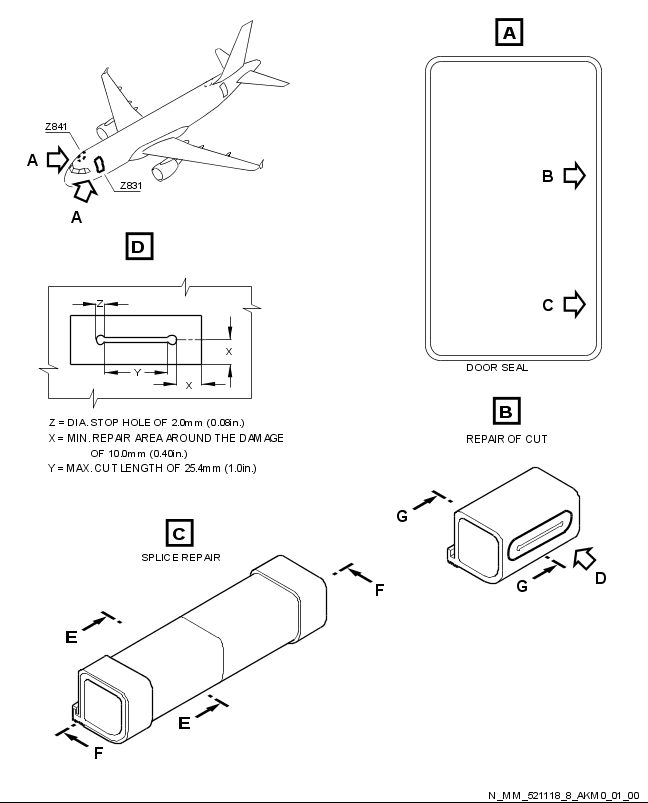 A
Z841
A
Z831
A
B
C
DOOR SEAL
D
Z
X
Y
X
Z = DIA. STOP HOLE OF 2.0mm (0.08in.)
X = MIN. REPAIR AREA AROUND THE DAMAGE
OF 10.0mm (0.40in.)
Y = MAX. CUT LENGTH OF 25.4mm (1.0in.)
B
REPAIR OF CUT
G
G
D
C
SPLICE REPAIR
F
E
E
F
N_MM_521118_8_AKM0_01_00